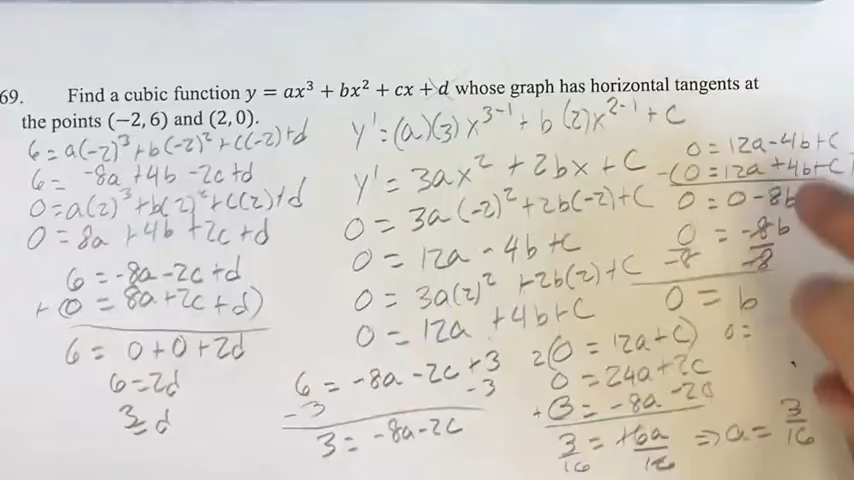 69. Find a cubic function y = ax³ + bx² + cx + d whose graph has horizontal tangents at
the points (−2, 6) and (2, 0).
6 = a(-2)³ + b(-2)² + c(-2) + d
6 = -8a + 4b - 2c + d
0 = a(2)³ + b(2)² + c(2) + d
0 = 8a + 4b + 2c + d
6 = -8a - 2c + d
+ (0 = 8a + 2c + d)
6 = 0 + 0 + 2d
6 = 2d
3 = d
y' = (a)(3)x³⁻¹ + b(2)x²⁻¹ + c
y' = 3ax² + 2bx + c
0 = 3a(-2)² + 2b(-2) + c
0 = 12a - 4b + c
0 = 3a(2)² + 2b(2) + c
0 = 12a + 4b + c
6 = -8a - 2c + 3
-3 -3
3 = -8a - 2c
0 = 12a - 4b + c
-(0 = 12a + 4b + c)
0 = 0 - 8b
0 = -8b
-8 -8
0 = b
0 =
2(0 = 12a + c)
0 = 24a + 2c
+ 3 = -8a - 2c
3 = 16a ⇒ a = 3/16
16 16